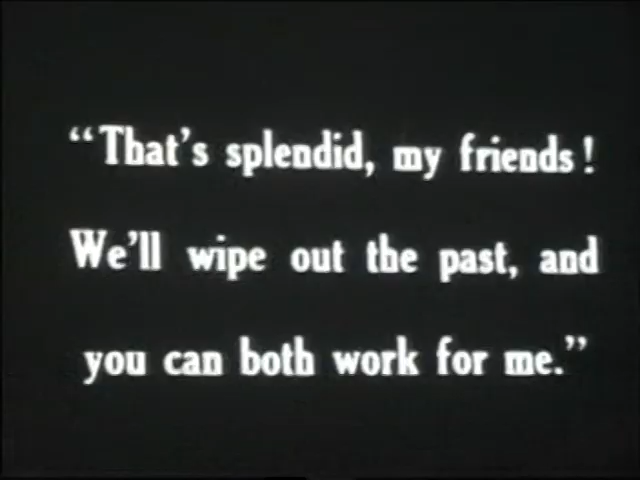 “That’s splendid, my friends!
We’ll wipe out the past, and
you can both work for me.”